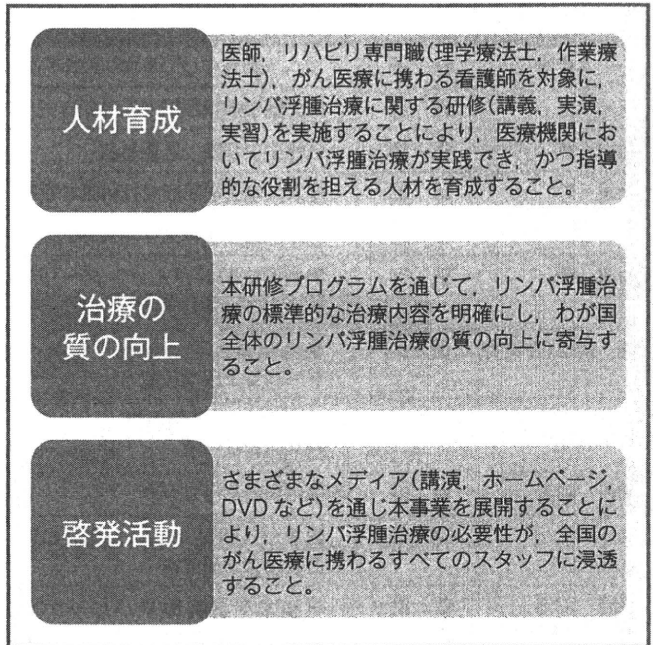 人材育成
医師，リハビリ専門職(理学療法士，作業療
法士)，がん医療に携わる看護師を対象に，
リンパ浮腫治療に関する研修(講義，実演，
実習)を実施することにより，医療機関にお
いてリンパ浮腫治療が実践でき，かつ指導
的な役割を担える人材を育成すること。
治療の
質の向上
本研修プログラムを通じて，リンパ浮腫治
療の標準的な治療内容を明確にし，わが国
全体のリンパ浮腫治療の質の向上に寄与す
ること。
啓発活動
さまざまなメディア(講演，ホームページ，
DVD など)を通じ本事業を展開することに
より，リンパ浮腫治療の必要性が，全国の
がん医療に携わるすべてのスタッフに浸透
すること。